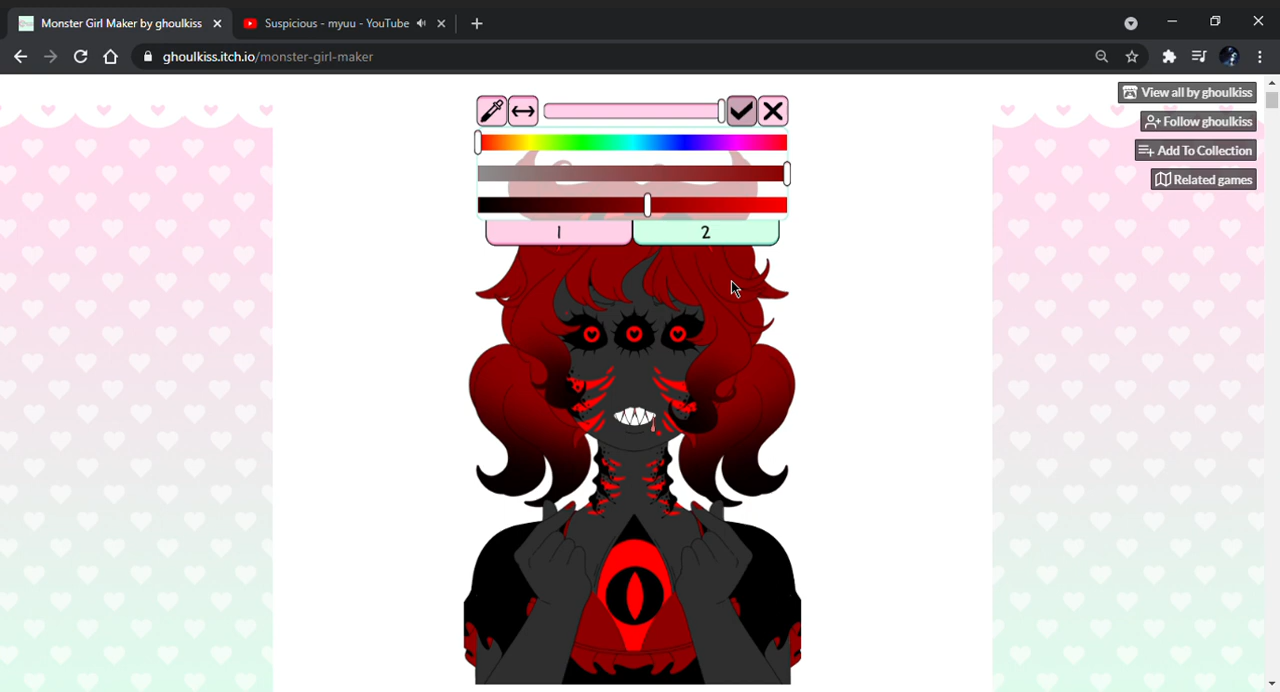 Monster Girl Maker by ghoulkiss
Suspicious - myuu - YouTube
ghoulkiss.itch.io/monster-girl-maker
View all by ghoulkiss
Follow ghoulkiss
Add To Collection
Related games
1 2